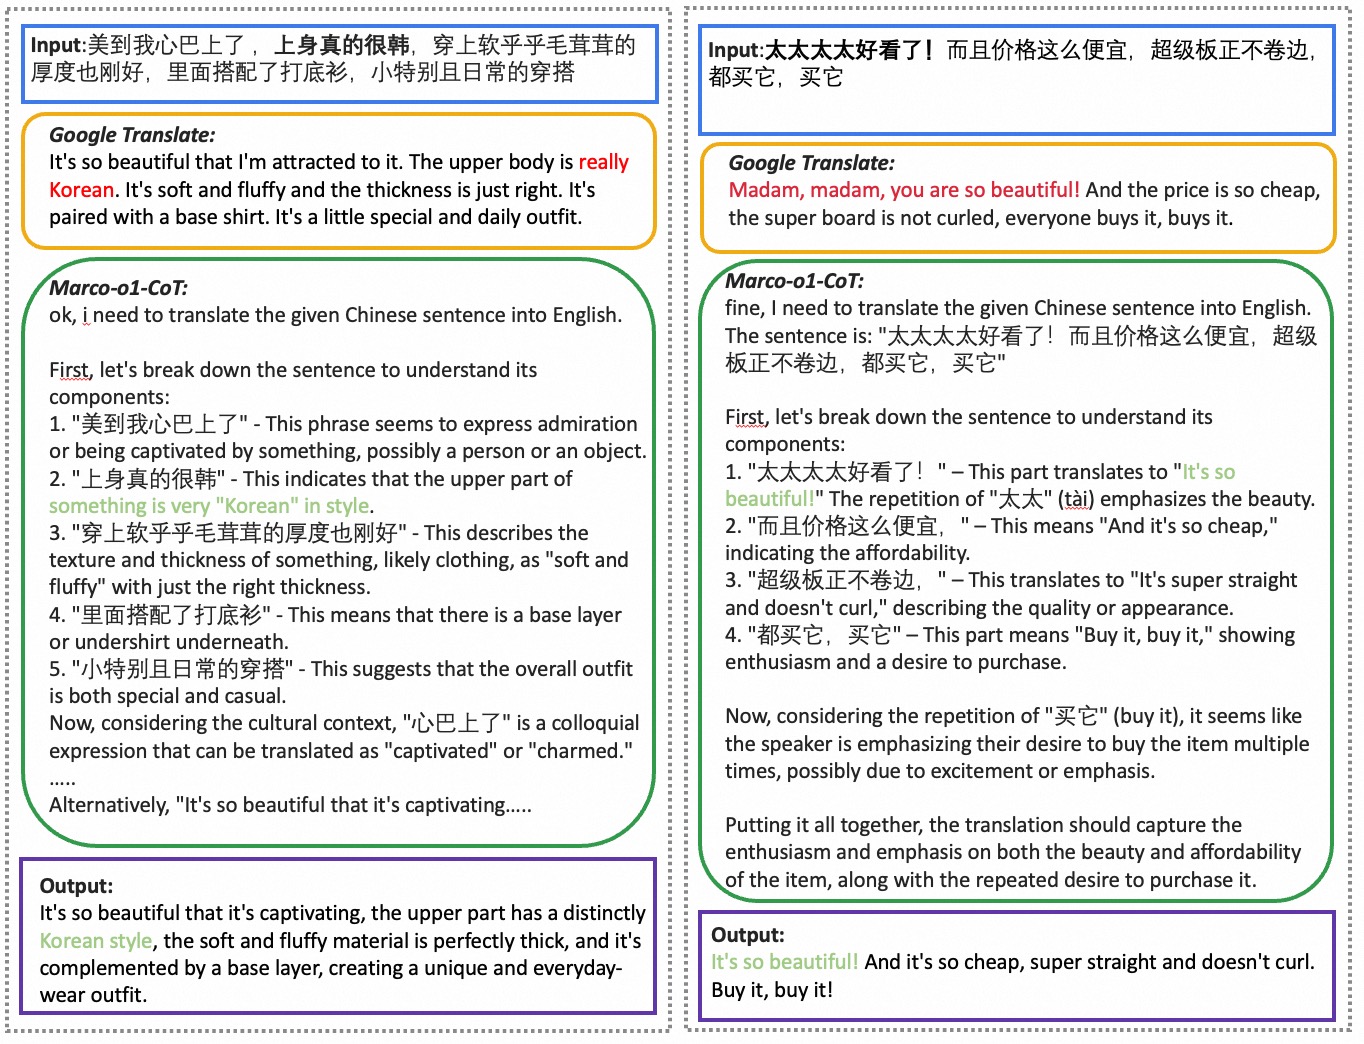 Input:美到我心巴上了 ，上身真的很韩，穿上软乎乎毛茸茸的
厚度也刚好，里面搭配了打底衫，小特别且日常的穿搭
Google Translate:
It's so beautiful that I'm attracted to it. The upper body is really
Korean. It's soft and fluffy and the thickness is just right. It's
paired with a base shirt. It's a little special and daily outfit.
Marco-o1-CoT:
ok, i need to translate the given Chinese sentence into English.
First, let's break down the sentence to understand its
components:
1. "美到我心巴上了" - This phrase seems to express admiration
or being captivated by something, possibly a person or an object.
2. "上身真的很韩" - This indicates that the upper part of
something is very "Korean" in style.
3. "穿上软乎乎毛茸茸的厚度也刚好" - This describes the
texture and thickness of something, likely clothing, as "soft and
fluffy" with just the right thickness.
4. "里面搭配了打底衫" - This means that there is a base layer
or undershirt underneath.
5. "小特别且日常的穿搭" - This suggests that the overall outfit
is both special and casual.
Now, considering the cultural context, "心巴上了" is a colloquial
expression that can be translated as "captivated" or "charmed."
.....
Alternatively, "It's so beautiful that it's captivating.....
Output:
It's so beautiful that it's captivating, the upper part has a distinctly
Korean style, the soft and fluffy material is perfectly thick, and it's
complemented by a base layer, creating a unique and everyday-
wear outfit.
Input:太太太太好看了！而且价格这么便宜，超级板正不卷边，
都买它，买它
Google Translate:
Madam, madam, you are so beautiful! And the price is so cheap,
the super board is not curled, everyone buys it, buys it.
Marco-o1-CoT:
fine, I need to translate the given Chinese sentence into English.
The sentence is: "太太太太好看了！而且价格这么便宜，超级
板正不卷边，都买它，买它"
First, let's break down the sentence to understand its
components:
1. "太太太太好看了！" – This part translates to "It's so
beautiful!" The repetition of "太太" (tài) emphasizes the beauty.
2. "而且价格这么便宜，" – This means "And it's so cheap,"
indicating the affordability.
3. "超级板正不卷边，" – This translates to "It's super straight
and doesn't curl," describing the quality or appearance.
4. "都买它，买它" – This part means "Buy it, buy it," showing
enthusiasm and a desire to purchase.
Now, considering the repetition of "买它" (buy it), it seems like
the speaker is emphasizing their desire to buy the item multiple
times, possibly due to excitement or emphasis.
Putting it all together, the translation should capture the
enthusiasm and emphasis on both the beauty and affordability
of the item, along with the repeated desire to purchase it.
Output:
It's so beautiful! And it's so cheap, super straight and doesn't curl.
Buy it, buy it!